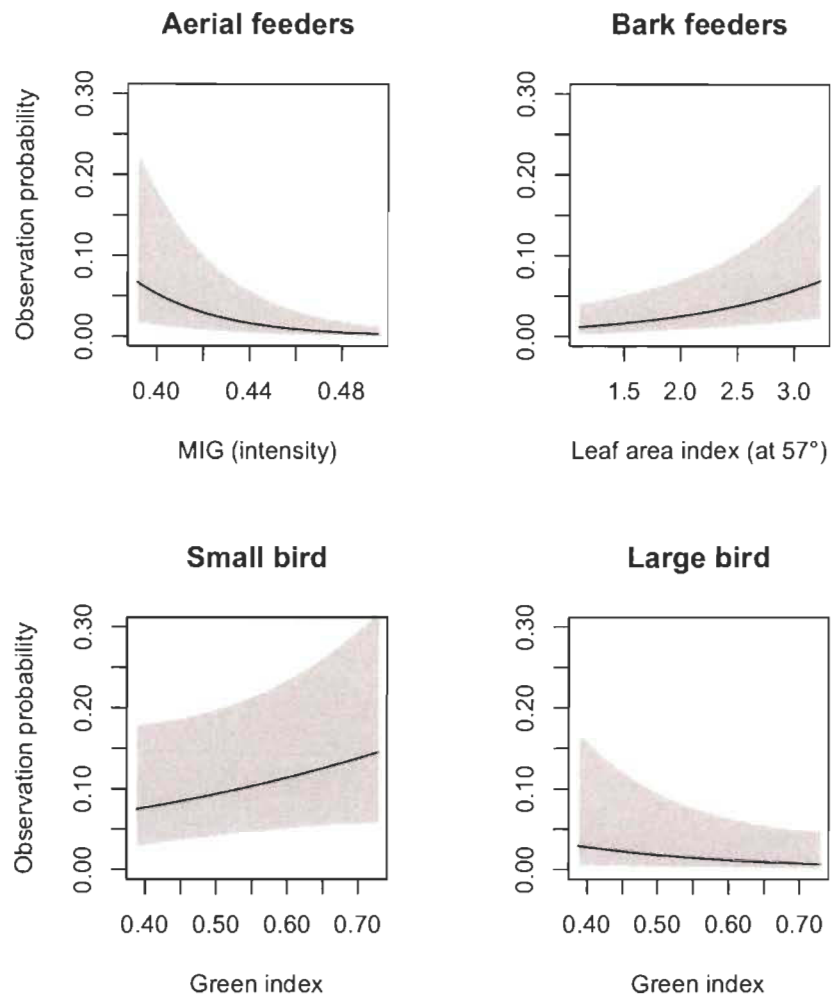 Aerial feeders
Observation probability
0.30
0.20
0.10
0.00
0.40 0.44 0.48
MIG (intensity)
Bark feeders
0.30
0.20
0.10
0.00
1.5 2.0 2.5 3.0
Leaf area index (at 57°)
Small bird
Observation probability
0.30
0.20
0.10
0.00
0.40 0.50 0.60 0.70
Green index
Large bird
0.30
0.20
0.10
0.00
0.40 0.50 0.60 0.70
Green index